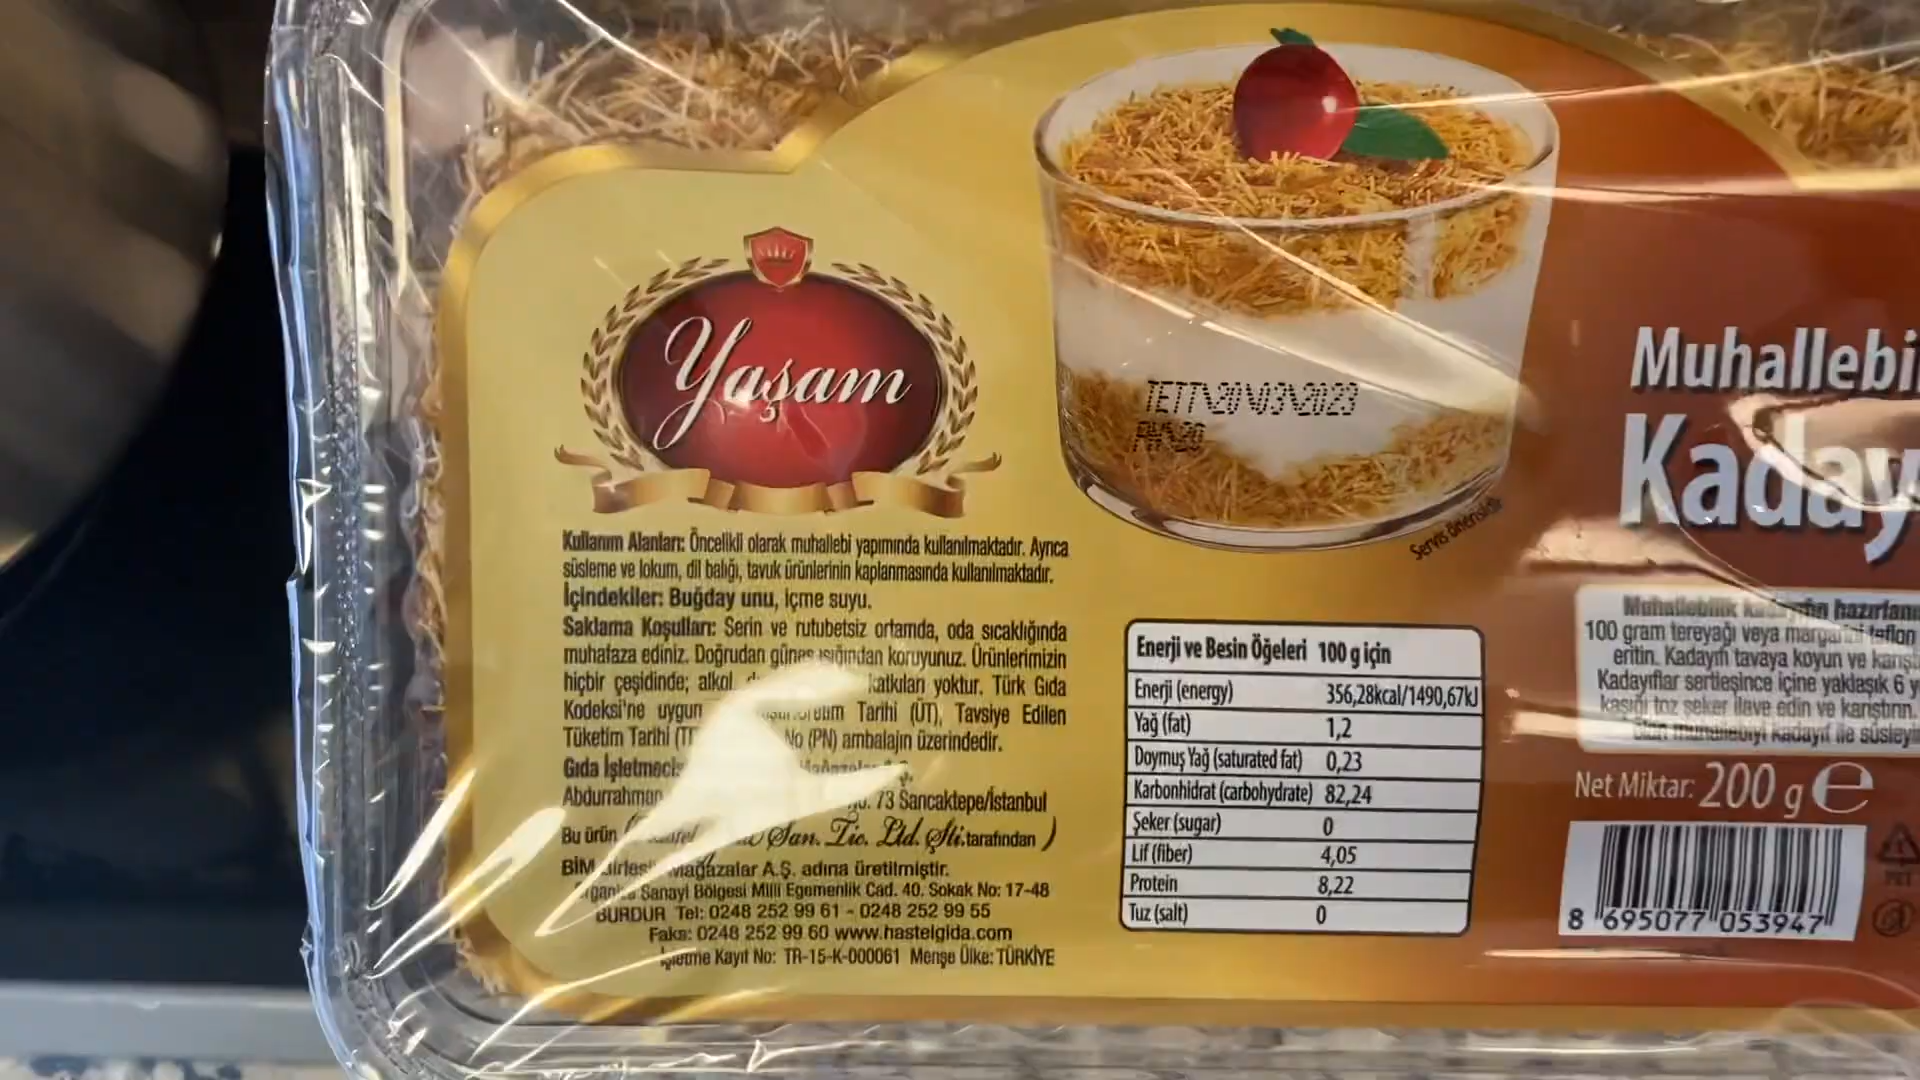 Yaşam
TETT\20\03\2023
PN\20
Servis önerisidir
Muhallebi
Kaday
Kullanım Alanları: Öncelikli olarak muhallebi yapımında kullanılmaktadır. Ayrıca
süsleme ve lokum, dil balığı, tavuk ürünlerinin kaplanmasında kullanılmaktadır.
İçindekiler: Buğday unu, içme suyu.
Saklama Koşulları: Serin ve rutubetsiz ortamda, oda sıcaklığında
muhafaza ediniz. Doğrudan güneş ışığından koruyunuz. Ürünlerimizin
hiçbir çeşidinde; alkol, katkıları yoktur. Türk Gıda
Kodeksi'ne uygun Tarihi (ÜT), Tavsiye Edilen
Tüketim Tarihi No (PN) ambalajın üzerindedir.
Gıda
Abdurrahman 73 Sancaktepe/İstanbul
Bu ürün San. Tic. Ltd. Şti. tarafından
BİM Mağazalar A.Ş. adına üretilmiştir.
Sanayi Bölgesi Milli Egemenlik Cad. 40. Sokak No: 17-48
BURDUR Tel: 0248 252 99 61 - 0248 252 99 55
Faks: 0248 252 99 60 www.hastelgida.com
İşletme Kayıt No: TR-15-K-000061 Menşe Ülke: TÜRKİYE
Enerji ve Besin Öğeleri 100 g için
Enerji (energy) 356,28kcal/1490,67kJ
Yağ (fat) 1,2
Doymuş Yağ (saturated fat) 0,23
Karbonhidrat (carbohydrate) 82,24
Şeker (sugar) 0
Lif (fiber) 4,05
Protein 8,22
Tuz (salt) 0
100 gram tereyağı veya teflon
eritin. Kadayıfı tavaya koyun ve
Kadayıflar sertleşince içine yaklaşık 6
kaşığı toz şeker ilave edin ve karıştırın.
Net Miktar: 200 g e
8 695077 053947